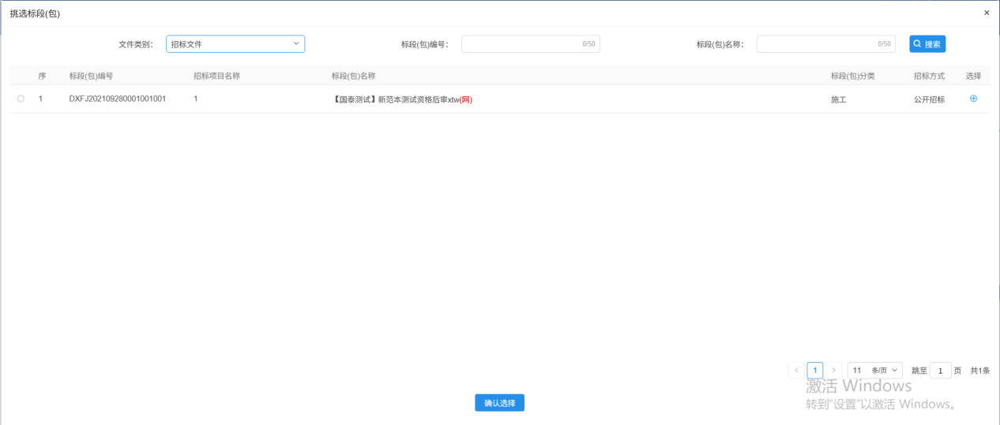 挑选标段(包) ×
文件类别： 招标文件 标段(包)编号： 0/50 标段(包)名称： 0/50 搜索
序 标段(包)编号 招标项目名称 标段(包)名称 标段(包)分类 招标方式 选择
1 DXFJ202109280001001001 1 【国泰测试】新范本测试资格后审xtw(网) 施工 公开招标
< 1 > 11 条/页 跳至 1 页 共1条
激活 Windows
转到"设置"以激活 Windows。
确认选择